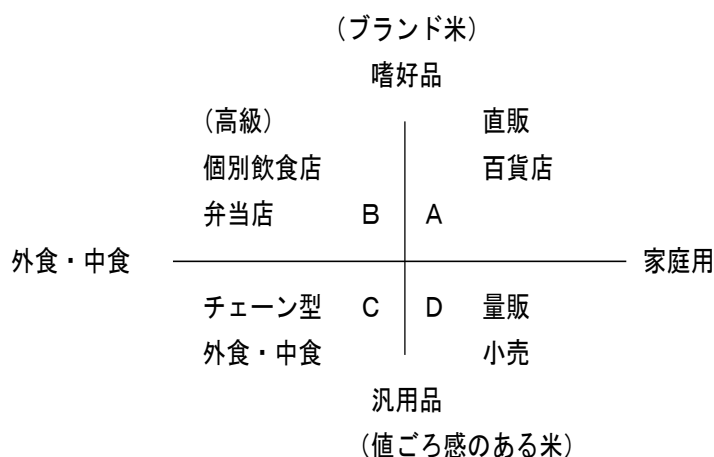 （ブランド米）
嗜好品
（高級）
個別飲食店
弁当店
B
A
直販
百貨店
外食・中食
家庭用
チェーン型
外食・中食
C
D
量販
小売
汎用品
（値ごろ感のある米）